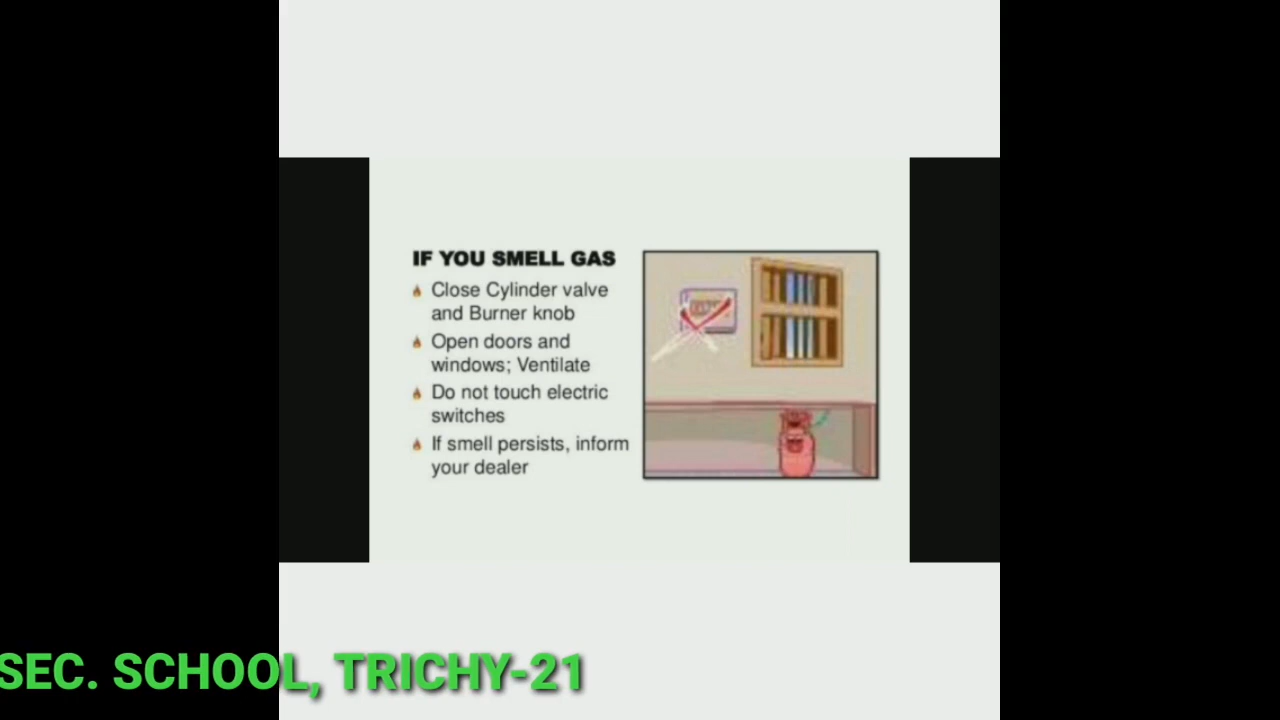 IF YOU SMELL GAS
Close Cylinder valve
and Burner knob
Open doors and
windows; Ventilate
Do not touch electric
switches
If smell persists, inform
your dealer
SEC. SCHOOL, TRICHY-21